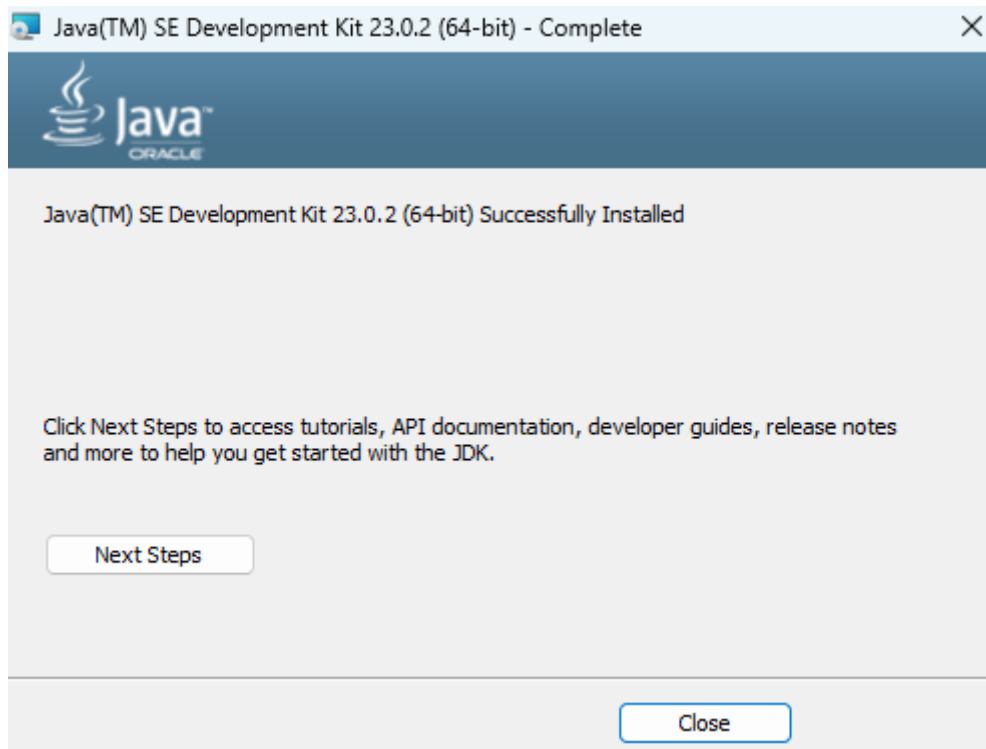 Java(TM) SE Development Kit 23.0.2 (64-bit) - Complete
Java™
ORACLE
Java(TM) SE Development Kit 23.0.2 (64-bit) Successfully Installed
Click Next Steps to access tutorials, API documentation, developer guides, release notes
and more to help you get started with the JDK.
Next Steps
Close